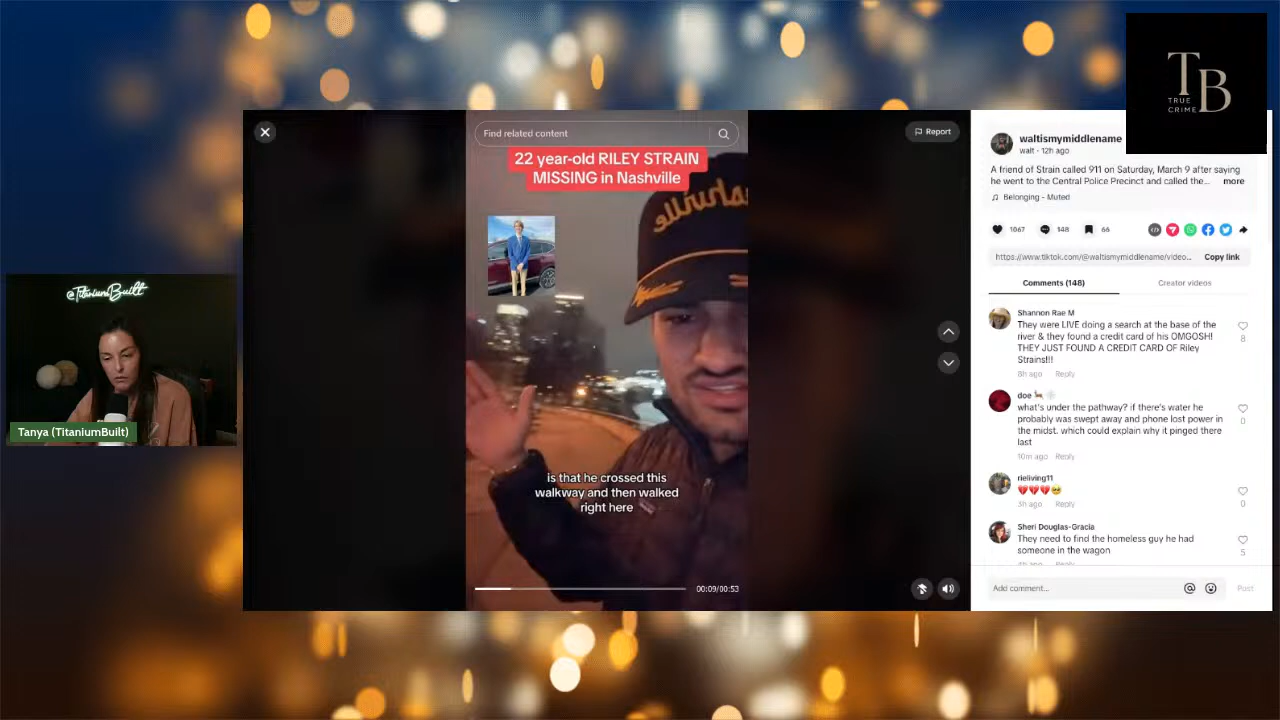 TB
TRUE
CRIME
@TitaniumBuilt
Tanya (TitaniumBuilt)
Find related content
Report
22 year-old RILEY STRAIN
MISSING in Nashville
Nashville
is that he crossed this
walkway and then walked
right here
00:09/00:53
waltismymiddlename
walt · 12h ago
A friend of Strain called 911 on Saturday, March 9 after saying
he went to the Central Police Precinct and called the... more
Belonging - Muted
1067
148
66
https://www.tiktok.com/@waltismymiddlename/video...
Copy link
Comments (148)
Creator videos
Shannon Rae M
They were LIVE doing a search at the base of the
river & they found a credit card of his OMGOSH!
THEY JUST FOUND A CREDIT CARD OF Riley
Strains!!!
8
8h ago Reply
doe
what's under the pathway? if there's water he
probably was swept away and phone lost power in
the midst. which could explain why it pinged there
last
0
10m ago Reply
rieliving11
💔💔💔🥺
0
3h ago Reply
Sheri Douglas-Gracia
They need to find the homeless guy he had
someone in the wagon
5
Add comment...
Post